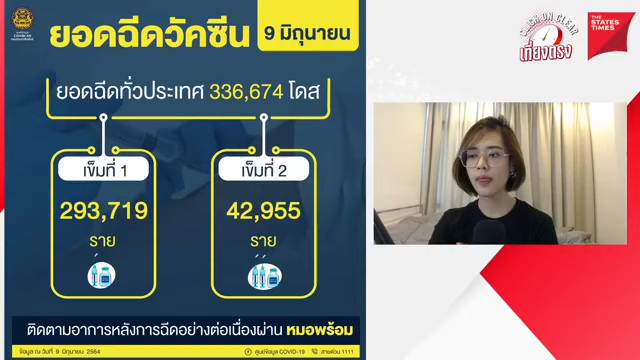 ยอดฉีดวัคซีน
9 มิถุนายน
ยอดฉีดทั่วประเทศ 336,674 โดส
เข็มที่ 1
293,719
ราย
เข็มที่ 2
42,955
ราย
ติดตามอาการหลังการฉีดอย่างต่อเนื่องผ่าน หมอพร้อม
ข้อมูล ณ วันที่ 9 มิถุนายน 2564
ศูนย์ข้อมูล COVID-19
สายด่วน 1111
CLICK ON CLEAR
เที่ยงตรง
THE
STATES
TIMES